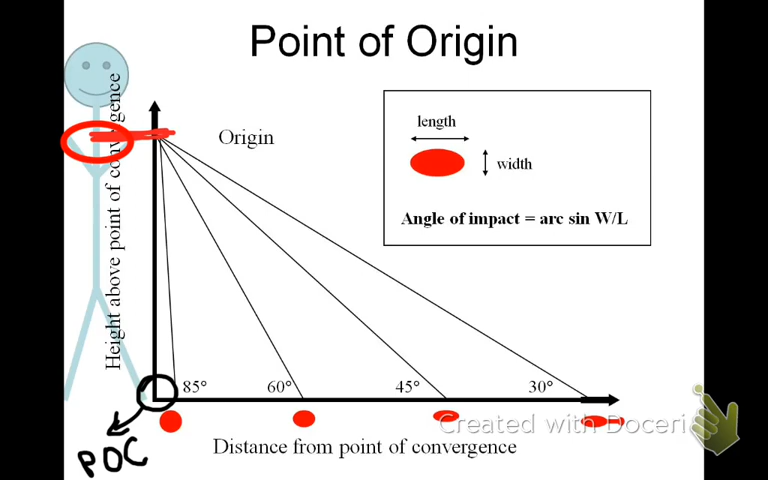 Point of Origin
Height above point of convergence
Origin
length
width
Angle of impact = arc sin W/L
85°
60°
45°
30°
Created with Doceri
Distance from point of convergence
POC